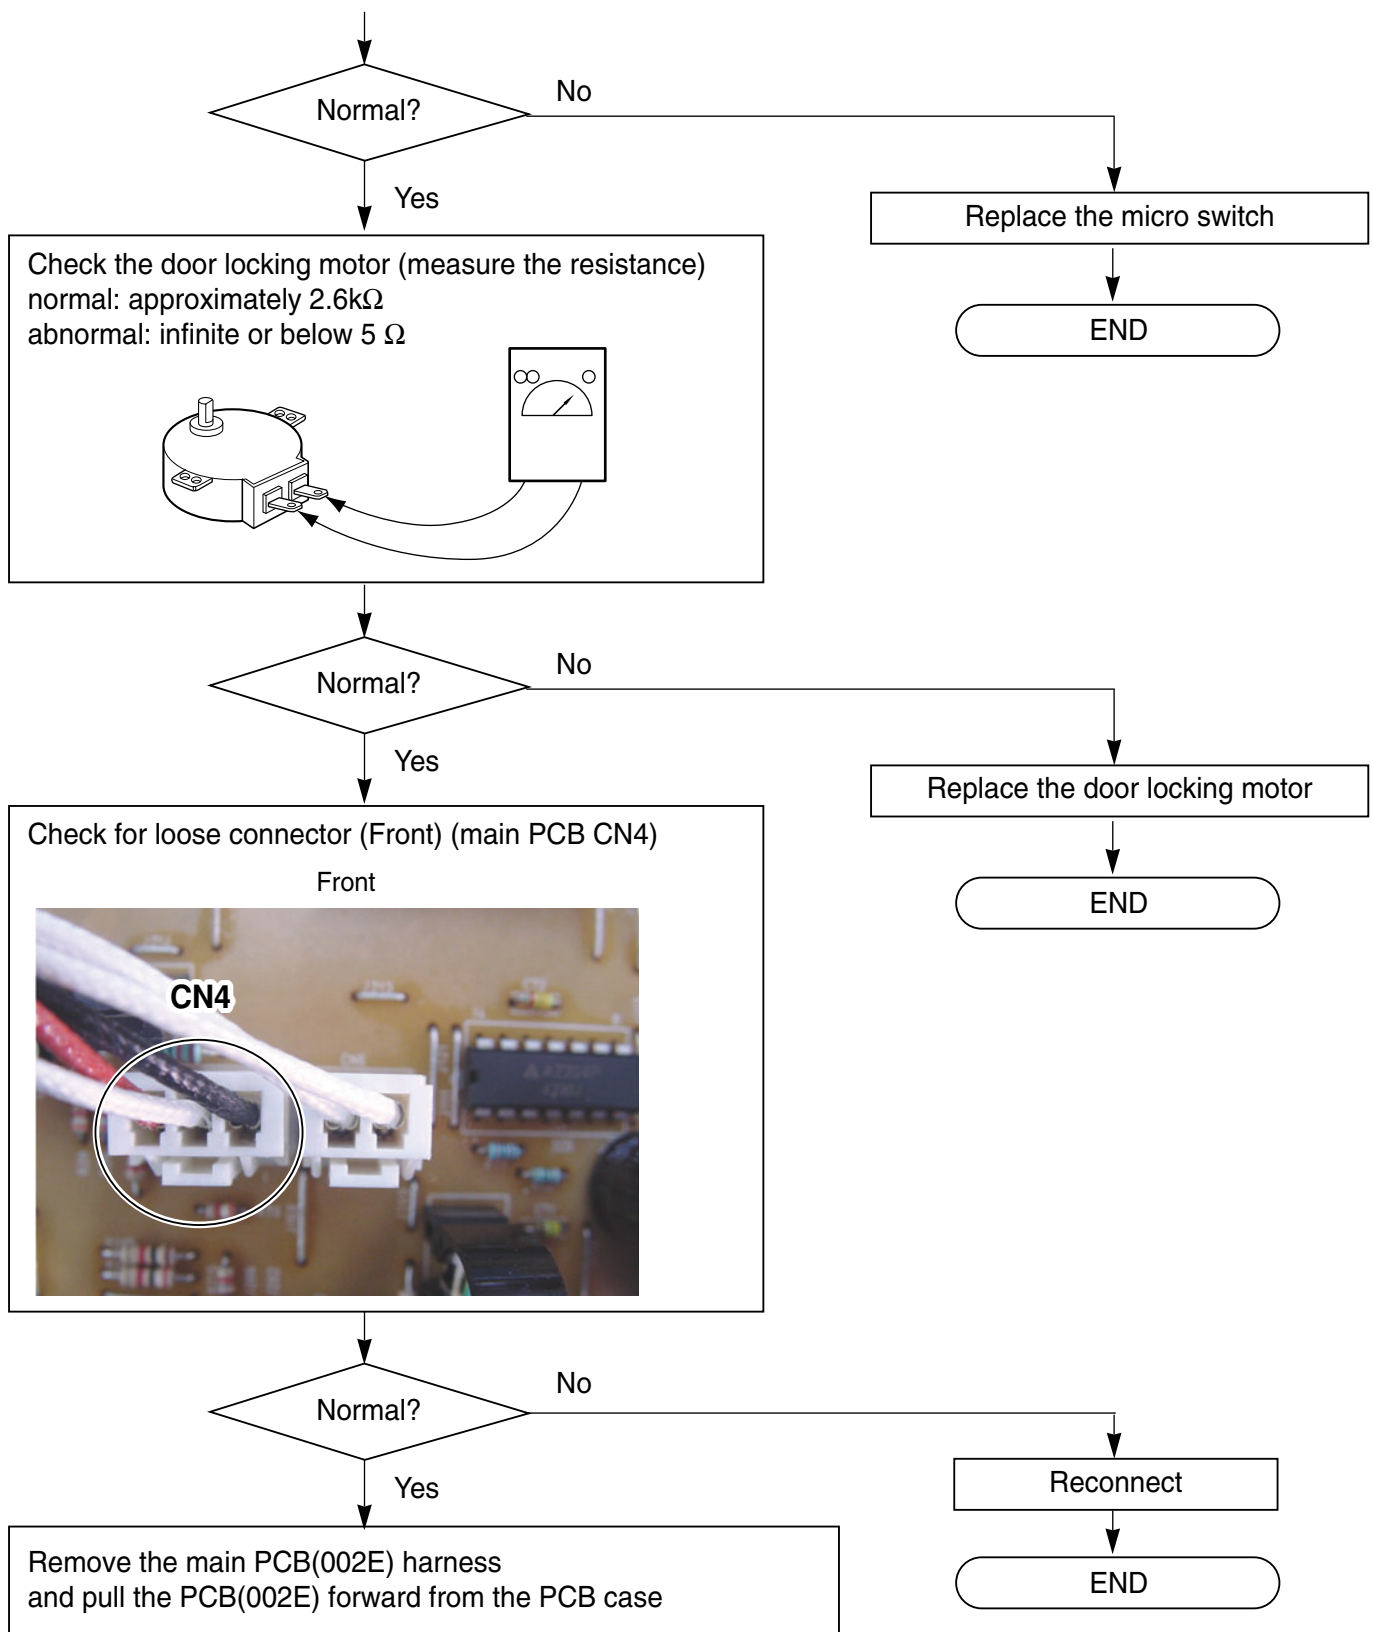 Normal?
No
Yes
Replace the micro switch
END
Check the door locking motor (measure the resistance)
normal: approximately 2.6kΩ
abnormal: infinite or below 5 Ω
Normal?
No
Yes
Replace the door locking motor
END
Check for loose connector (Front) (main PCB CN4)
Front
CN4
Normal?
No
Yes
Reconnect
END
Remove the main PCB(002E) harness
and pull the PCB(002E) forward from the PCB case